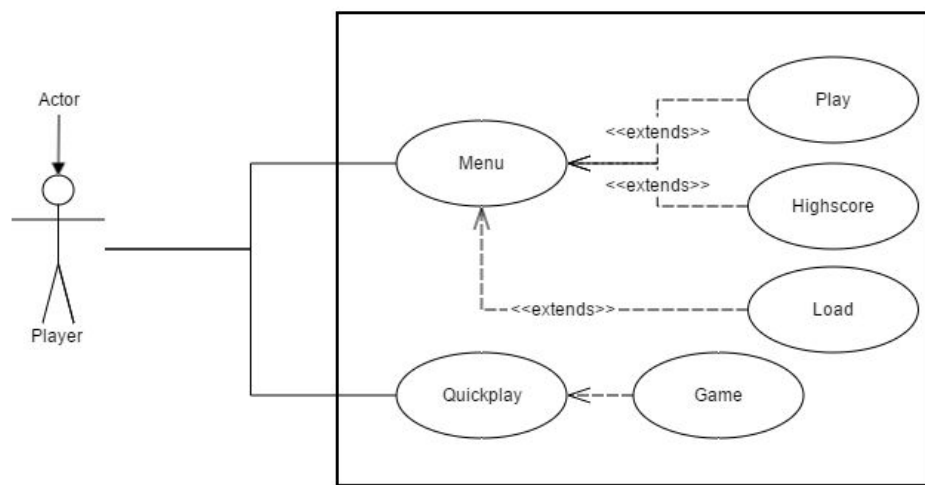 Actor
Player
Menu
<<extends>>
Play
<<extends>>
Highscore
<<extends>>
Load
Quickplay
Game